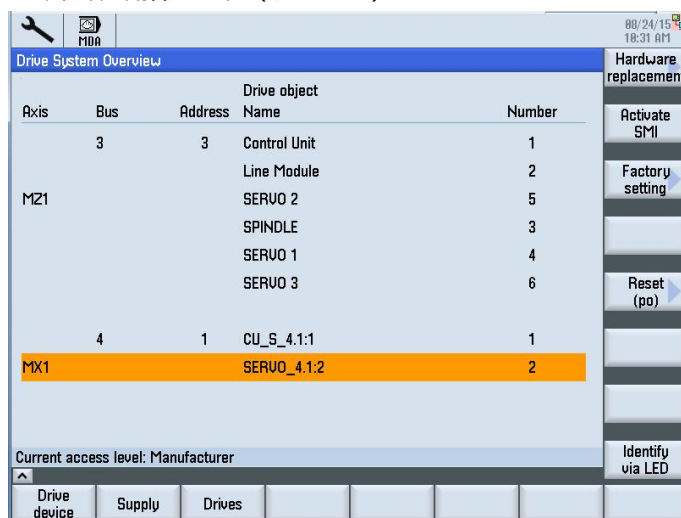 MDA
08/24/15
10:31 AM
Drive System Overview
Hardware
replacemen
Drive object
Axis Bus Address Name Number
Activate
SMI
3 3 Control Unit 1
Line Module 2
Factory
setting
MZ1 SERVO 2 5
SPINDLE 3
SERVO 1 4
SERVO 3 6
Reset
(po)
4 1 CU_S_4.1:1 1
MX1 SERVO_4.1:2 2
Current access level: Manufacturer
Identify
via LED
Drive
device
Supply
Drives